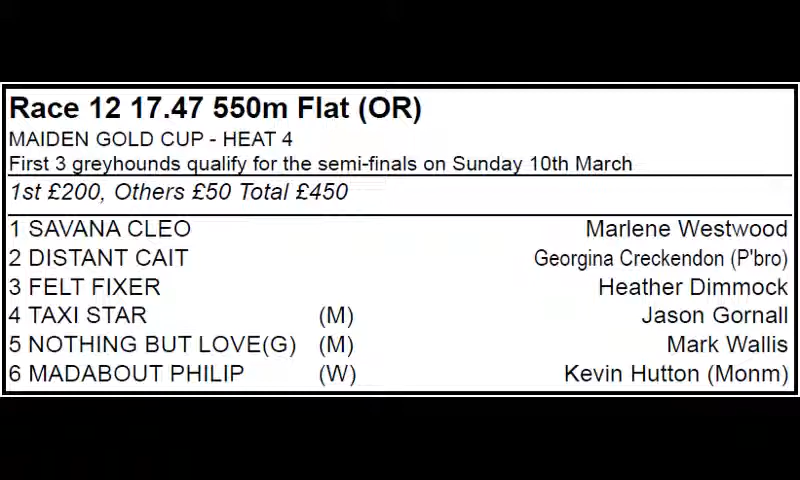 Race 12 17.47 550m Flat (OR)
MAIDEN GOLD CUP - HEAT 4
First 3 greyhounds qualify for the semi-finals on Sunday 10th March
1st £200, Others £50 Total £450
1 SAVANA CLEO Marlene Westwood
2 DISTANT CAIT Georgina Creckendon (P'bro)
3 FELT FIXER Heather Dimmock
4 TAXI STAR (M) Jason Gornall
5 NOTHING BUT LOVE(G) (M) Mark Wallis
6 MADABOUT PHILIP (W) Kevin Hutton (Monm)